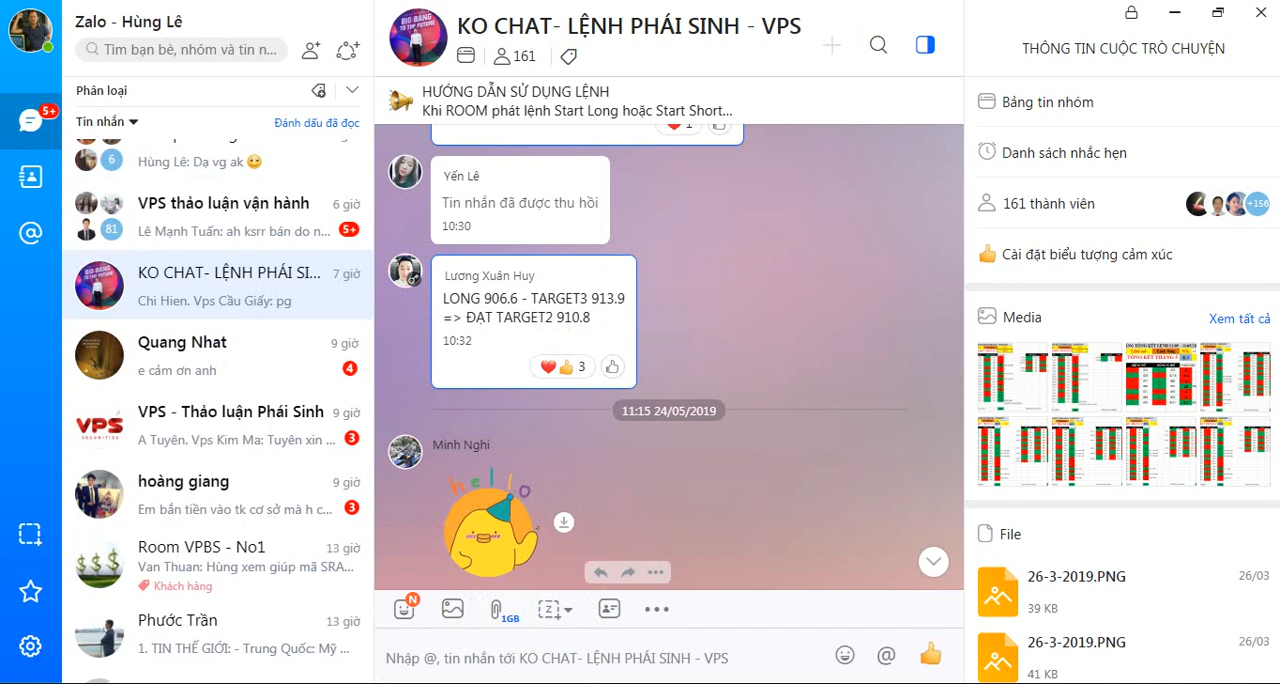 Zalo - Hùng Lê
Tìm bạn bè, nhóm và tin n...
Phân loại
Tin nhắn
Đánh dấu đã đọc
5+
6
Hùng Lê: Dạ vg ak
VPS thảo luận vận hành
6 giờ
81
Lê Mạnh Tuấn: ah ksrr bán do n...
5+
KO CHAT- LỆNH PHÁI SI...
7 giờ
Chi Hien. Vps Cầu Giấy: pg
Quang Nhat
9 giờ
e cảm ơn anh
4
VPS - Thảo luận Phái Sinh
9 giờ
VPS
SECURITIES
A Tuyên. Vps Kim Ma: Tuyên xin ...
3
hoàng giang
9 giờ
Em bắn tiền vào tk cơ sở mà h c...
3
Room VPBS - No1
13 giờ
Van Thuan: Hùng xem giúp mã SRA...
Khách hàng
Phước Trần
13 giờ
1. TIN THẾ GIỚI: - Trung Quốc: Mỹ ...
BIG-BANG
TO THE FUTURE
KO CHAT- LỆNH PHÁI SINH - VPS
161
HƯỚNG DẪN SỬ DỤNG LỆNH
Khi ROOM phát lệnh Start Long hoặc Start Short...
1
Yến Lê
Tin nhắn đã được thu hồi
10:30
Lương Xuân Huy
LONG 906.6 - TARGET3 913.9
=> ĐẠT TARGET2 910.8
10:32
3
11:15 24/05/2019
Minh Nghi
hello
N
1GB
Nhập @, tin nhắn tới KO CHAT- LỆNH PHÁI SINH - VPS
THÔNG TIN CUỘC TRÒ CHUYỆN
Bảng tin nhóm
Danh sách nhắc hẹn
161 thành viên
+156
Cài đặt biểu tượng cảm xúc
Media
Xem tất cả
File
26-3-2019.PNG
26/03
39 KB
26-3-2019.PNG
26/03
41 KB